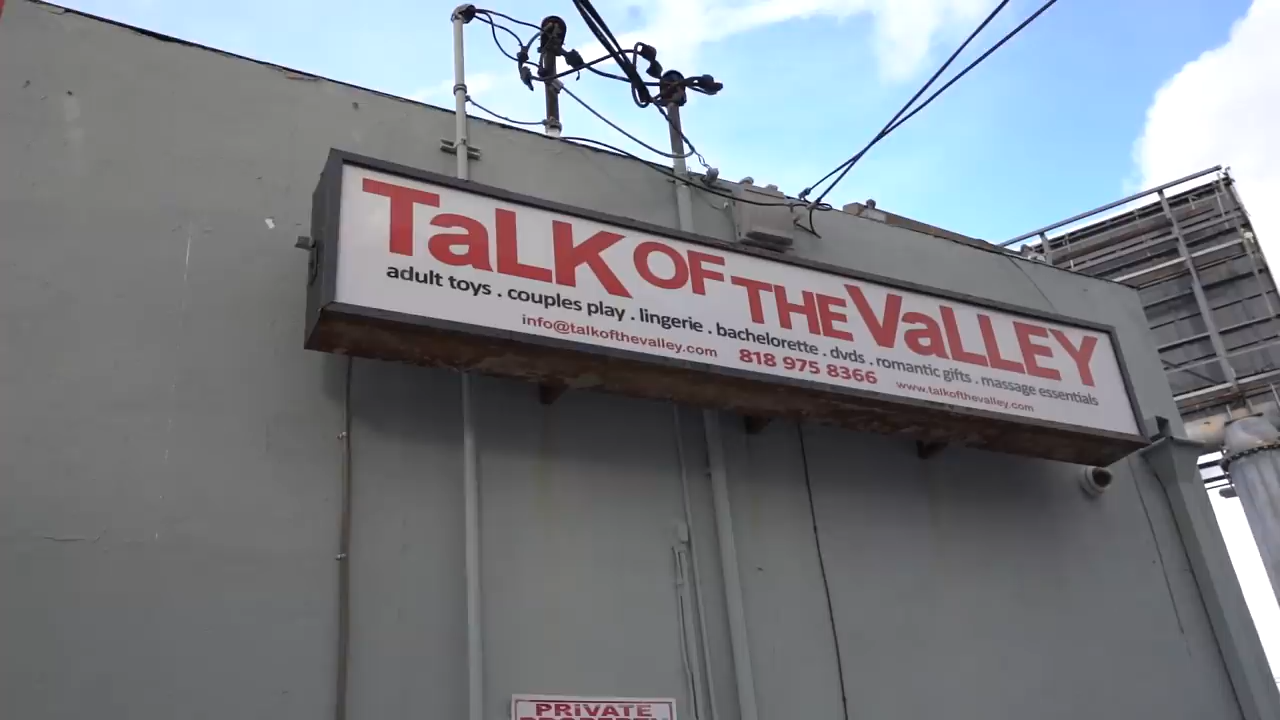 TaLK OF THE VaLLEY
adult toys . couples play . lingerie . bachelorette . dvds . romantic gifts . massage essentials
info@talkofthevalley.com 818 975 8366 www.talkofthevalley.com
PRIVATE
PROPERTY